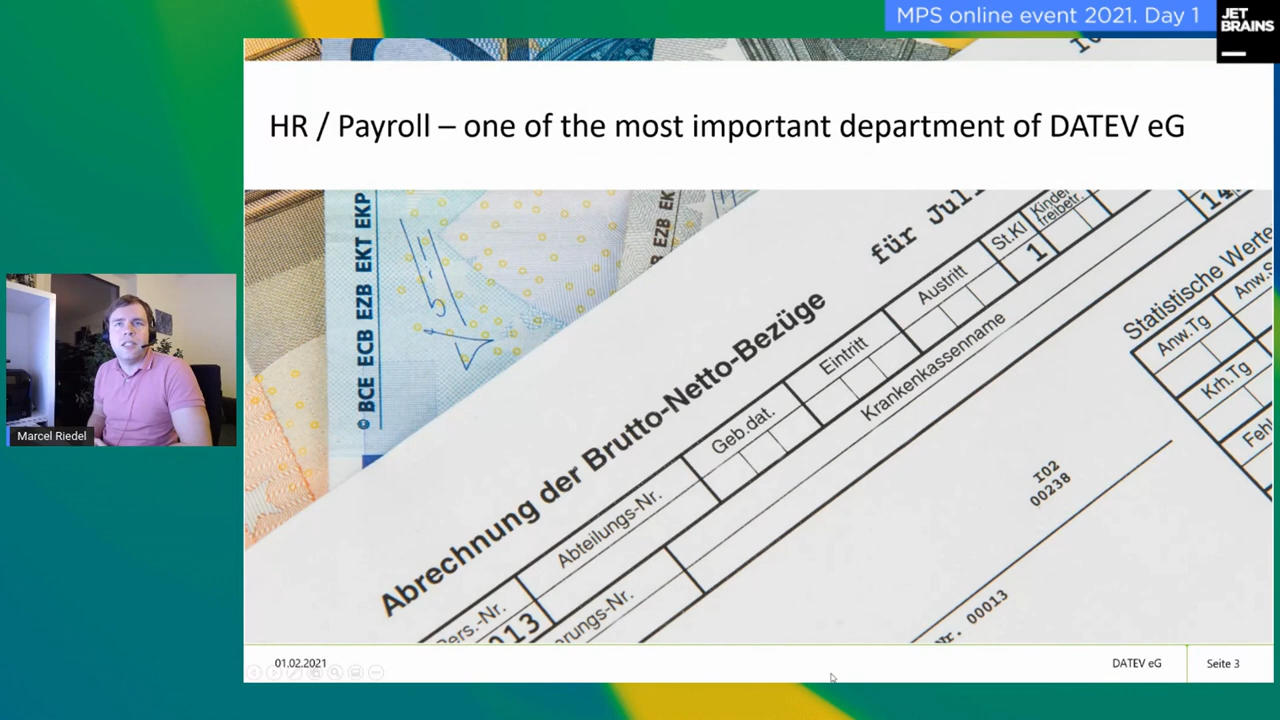 MPS online event 2021. Day 1
JET
BRAINS
HR / Payroll – one of the most important department of DATEV eG
BCE ECB EZB EKT EKP
EZB EK
für Jul
Abrechnung der Brutto-Netto-Bezüge
St.Kl
Kinder
freibetr.
1
14
Austritt
Eintritt
Geb.dat.
Abteilungs-Nr.
Pers.-Nr.
013
erungs-Nr.
Krankenkassenname
Statistische Werte
Anw.Tg
Anw.S
Krh.Tg
Feh
I02
00238
Nr. 00013
Marcel Riedel
01.02.2021
DATEV eG
Seite 3